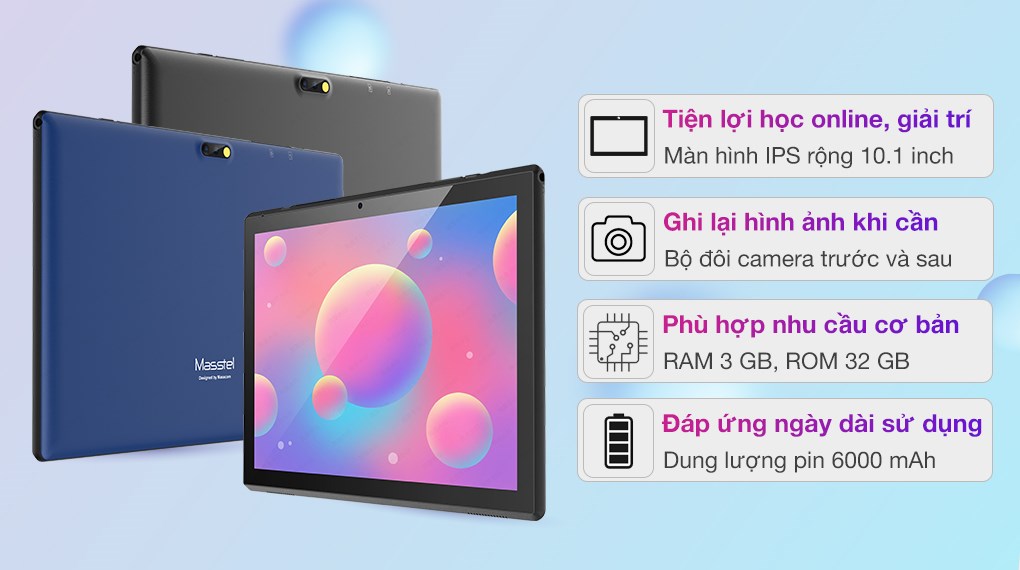 Masstel
Tiện lợi học online, giải trí
Màn hình IPS rộng 10.1 inch
Ghi lại hình ảnh khi cần
Bộ đôi camera trước và sau
Phù hợp nhu cầu cơ bản
RAM 3 GB, ROM 32 GB
Đáp ứng ngày dài sử dụng
Dung lượng pin 6000 mAh